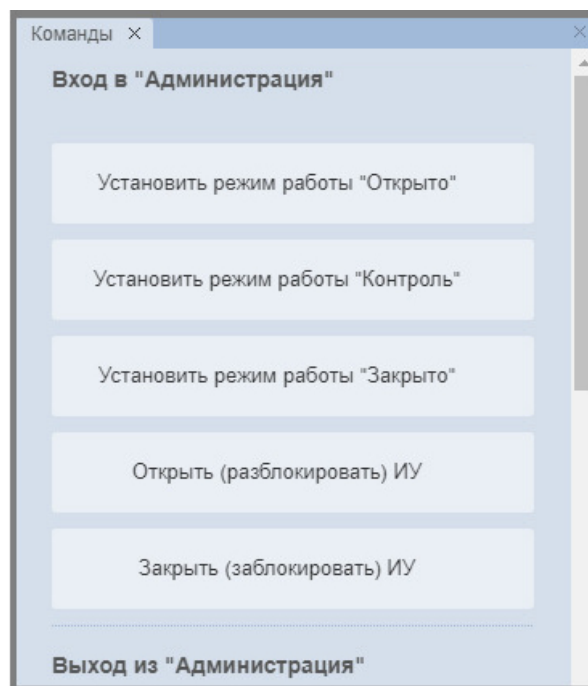 Команды
Вход в "Администрация"
Установить режим работы "Открыто"
Установить режим работы "Контроль"
Установить режим работы "Закрыто"
Открыть (разблокировать) ИУ
Закрыть (заблокировать) ИУ
Выход из "Администрация"